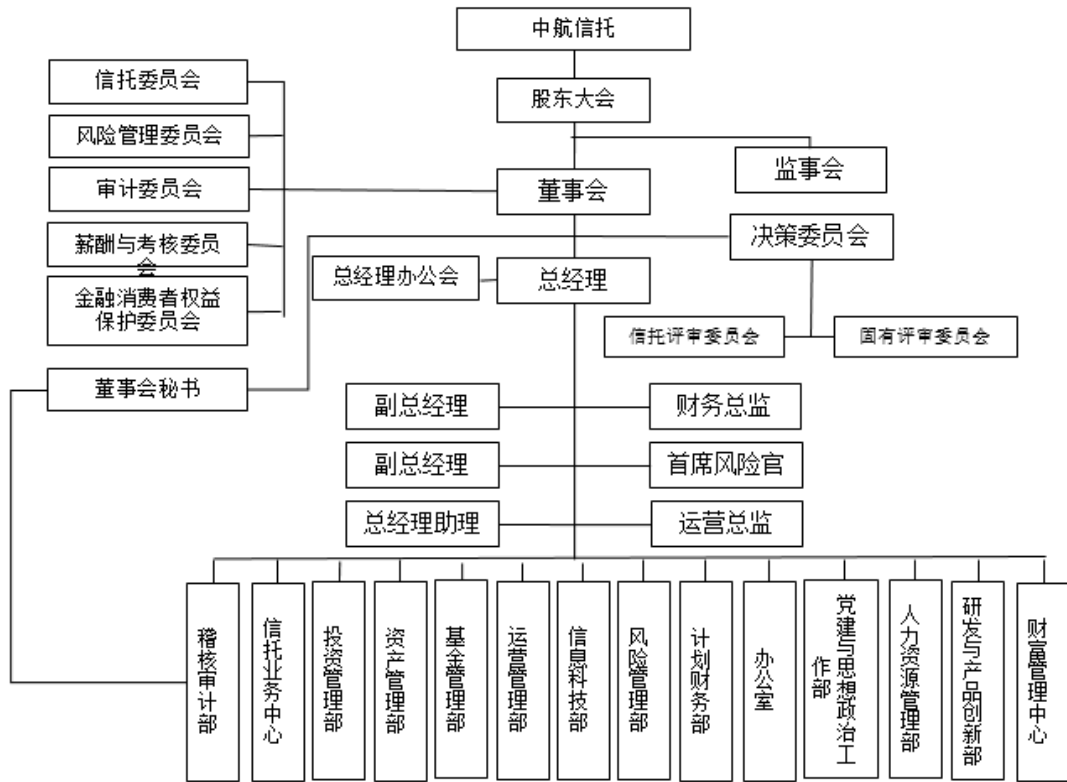 中航信托
股东大会
监事会
信托委员会
风险管理委员会
审计委员会
薪酬与考核委员
会
金融消费者权益
保护委员会
董事会
决策委员会
总经理办公会
总经理
信托评审委员会
固有评审委员会
董事会秘书
副总经理
财务总监
副总经理
首席风险官
总经理助理
运营总监
稽核审计部
信托业务中心
投资管理部
资产管理部
基金管理部
运营管理部
信息科技部
风险管理部
计划财务部
办公室
党建与思想政治工
作部
人力资源管理部
研发与产品创新部
财富管理中心